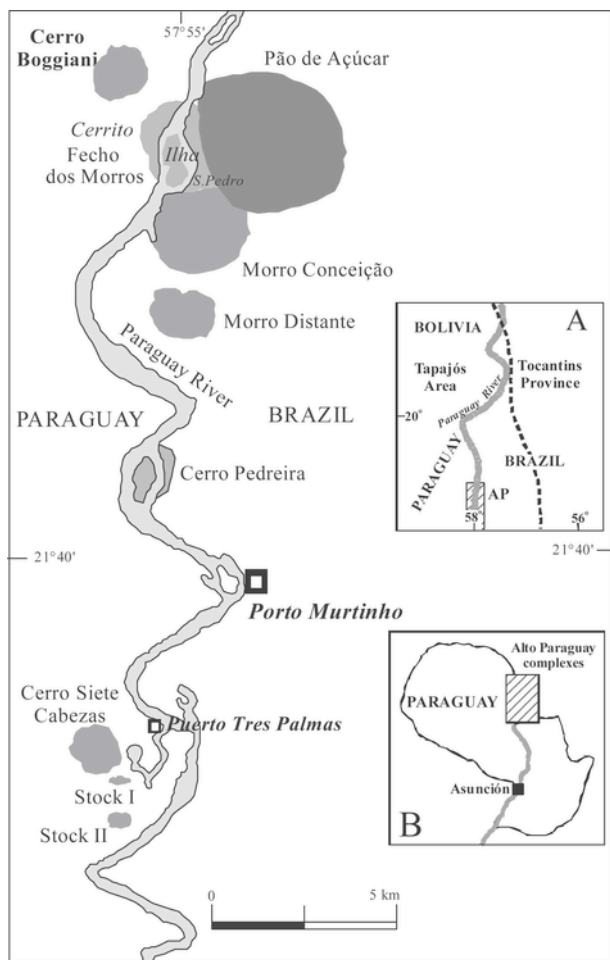 57°55'
Cerro
Boggiani
Pão de Açúcar
Cerrito
Fecho
dos Morros
Ilha
S.Pedro
Morro Conceição
Morro Distante
Paraguay River
PARAGUAY
BRAZIL
Cerro Pedreira
21°40'
21°40'
Porto Murtinho
Cerro Siete
Cabezas
Puerto Tres Palmas
Stock I
Stock II
0
5 km
A
BOLIVIA
Tapajós
Area
Tocantins
Province
Paraguay River
20°
PARAGUAY
BRAZIL
AP
58°
56°
Alto Paraguay
complexes
PARAGUAY
Asunción
B